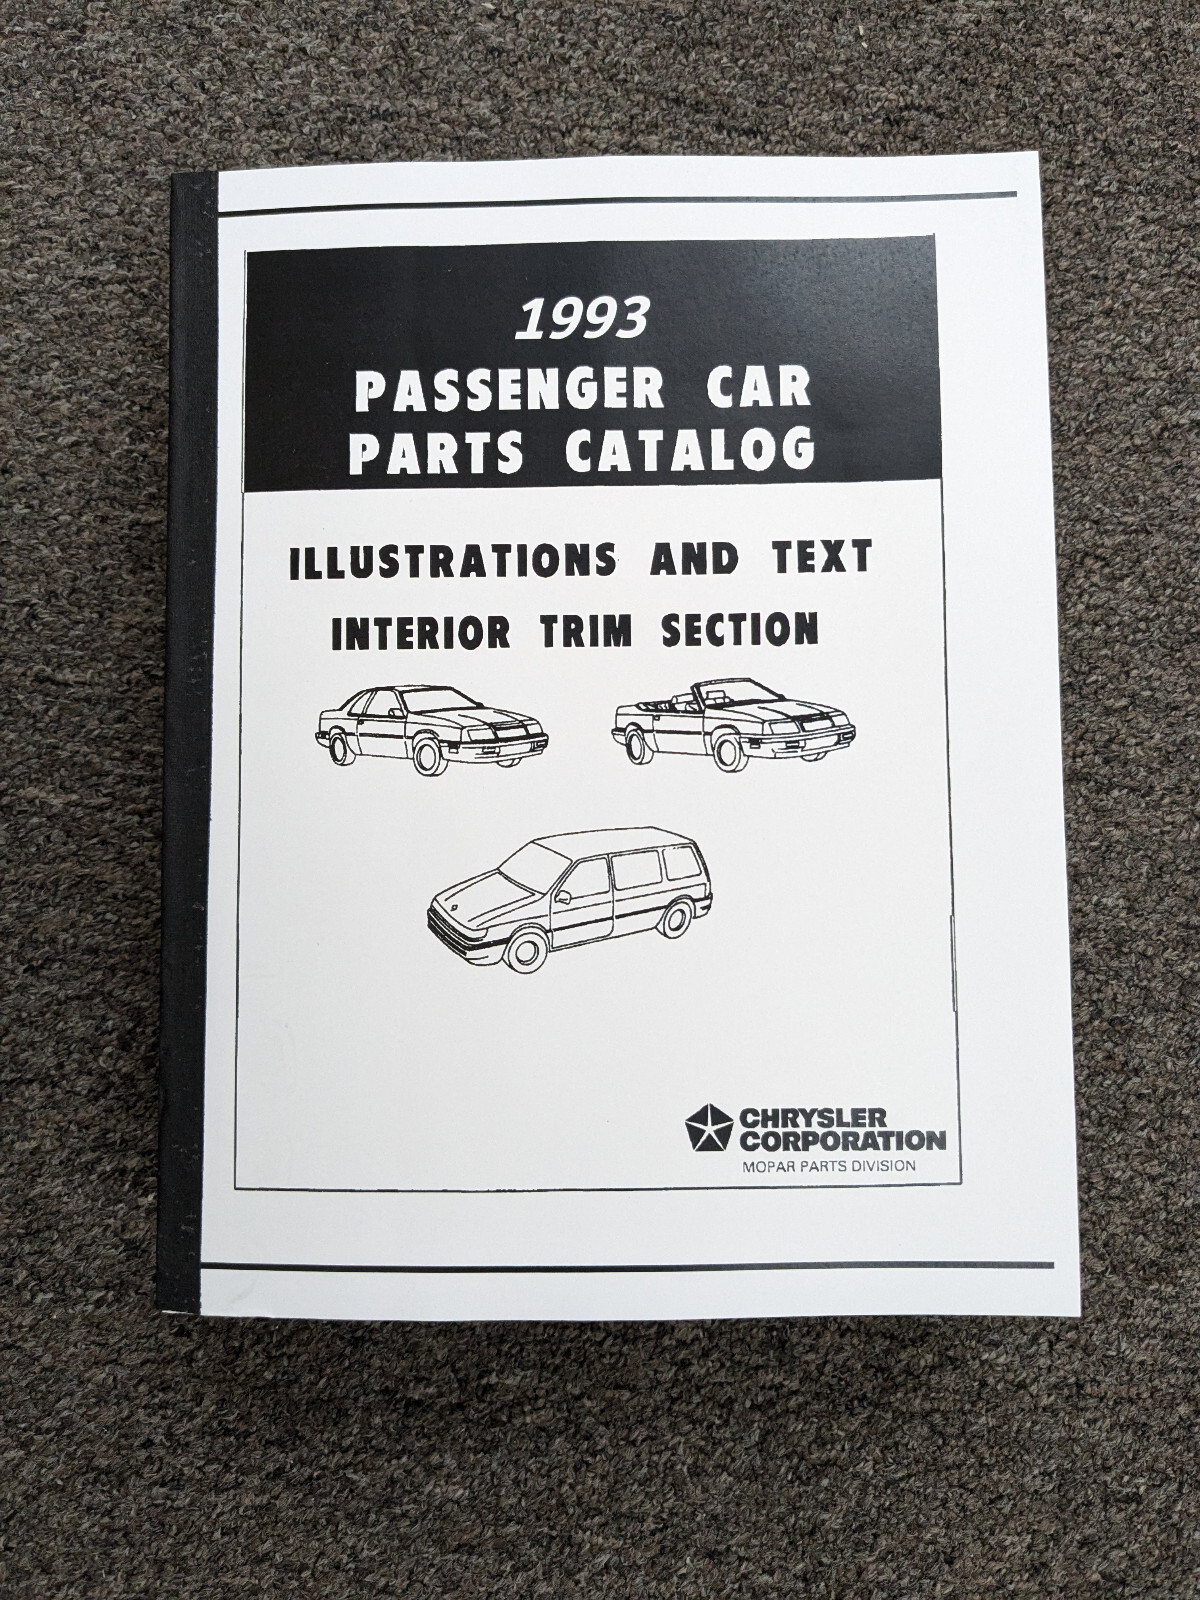 1993
PASSENGER CAR
PARTS CATALOG
ILLUSTRATIONS AND TEXT
INTERIOR TRIM SECTION
CHRYSLER
CORPORATION
MOPAR PARTS DIVISION